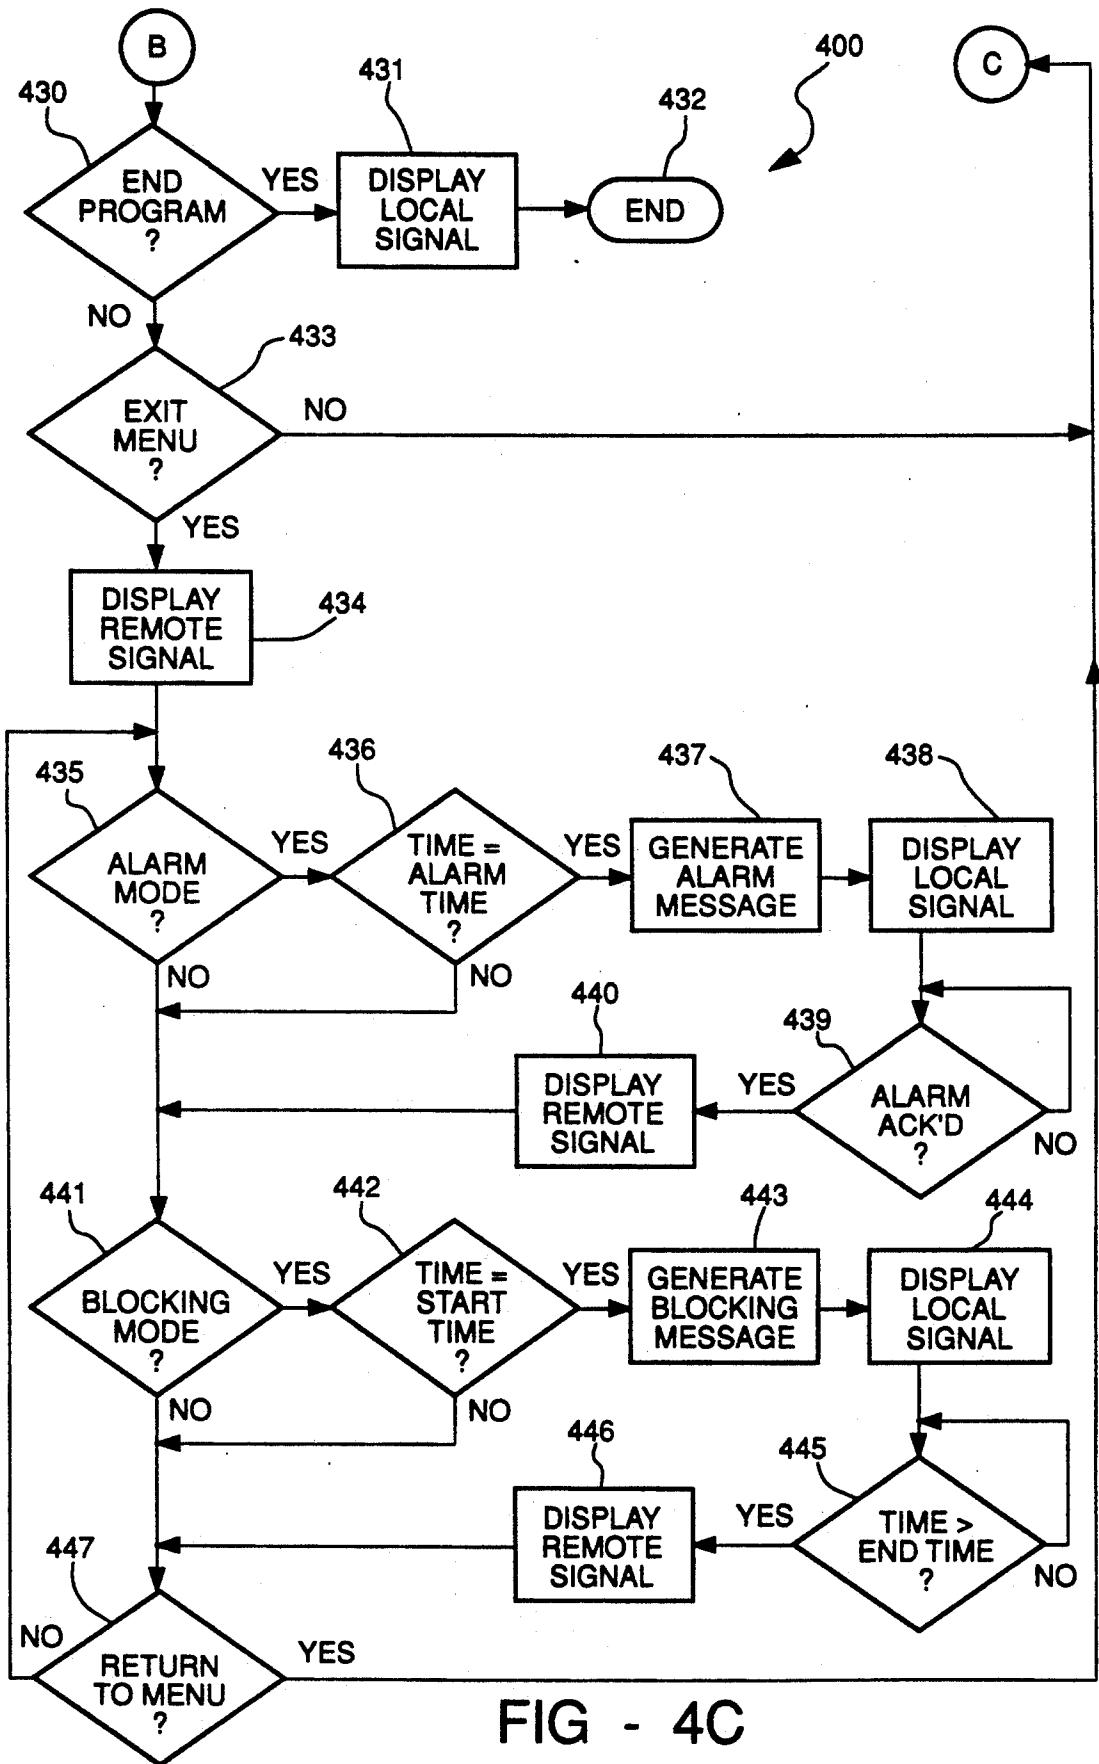 B
C
400
430
431
432
END
PROGRAM
?
YES
DISPLAY
LOCAL
SIGNAL
END
NO
433
EXIT
MENU
?
NO
YES
DISPLAY
REMOTE
SIGNAL
434
435
436
437
438
ALARM
MODE
?
YES
TIME =
ALARM
TIME
?
YES
GENERATE
ALARM
MESSAGE
DISPLAY
LOCAL
SIGNAL
NO
NO
440
439
DISPLAY
REMOTE
SIGNAL
YES
ALARM
ACK'D
?
NO
441
442
443
444
BLOCKING
MODE
?
YES
TIME =
START
TIME
?
YES
GENERATE
BLOCKING
MESSAGE
DISPLAY
LOCAL
SIGNAL
NO
NO
446
445
DISPLAY
REMOTE
SIGNAL
YES
TIME >
END TIME
?
NO
447
NO
RETURN
TO MENU
?
YES
FIG - 4C